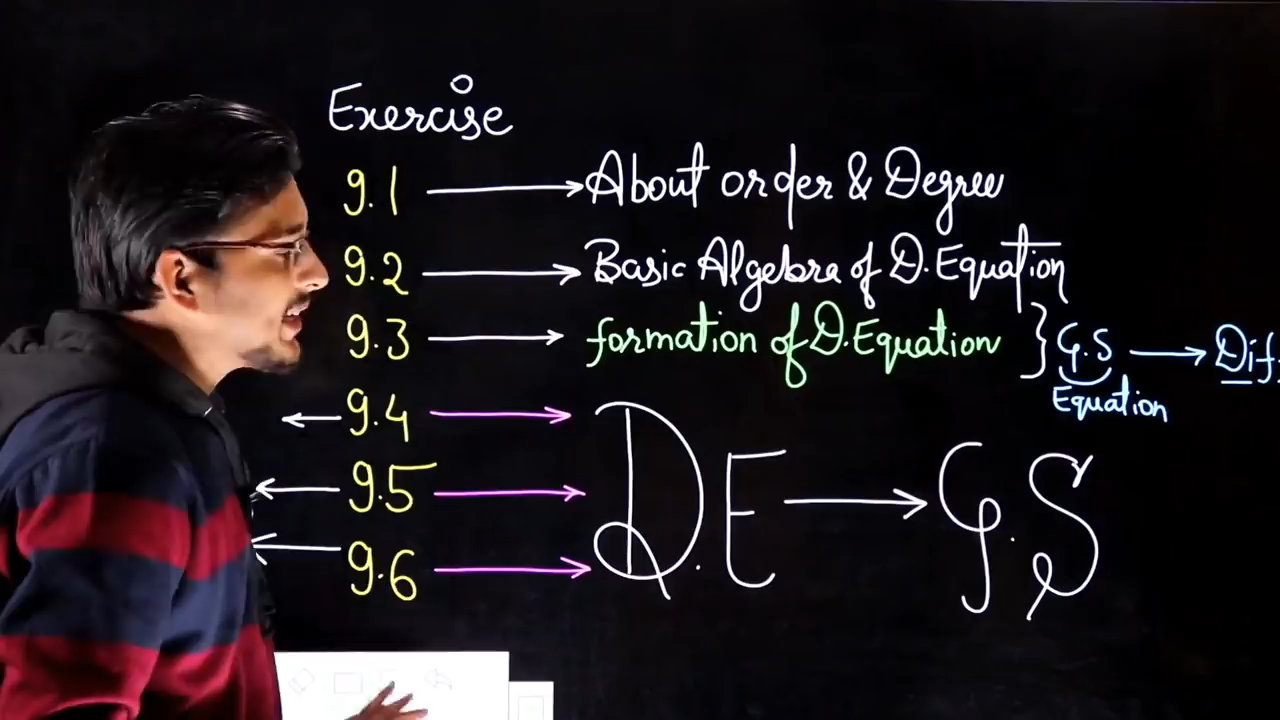 Exercise
9.1 → About order & Degree
9.2 → Basic Algebra of D. Equation
9.3 → formation of D. Equation } G.S → Diff
Equation
← 9.4 →
← 9.5 → D.E → G.S
← 9.6 →